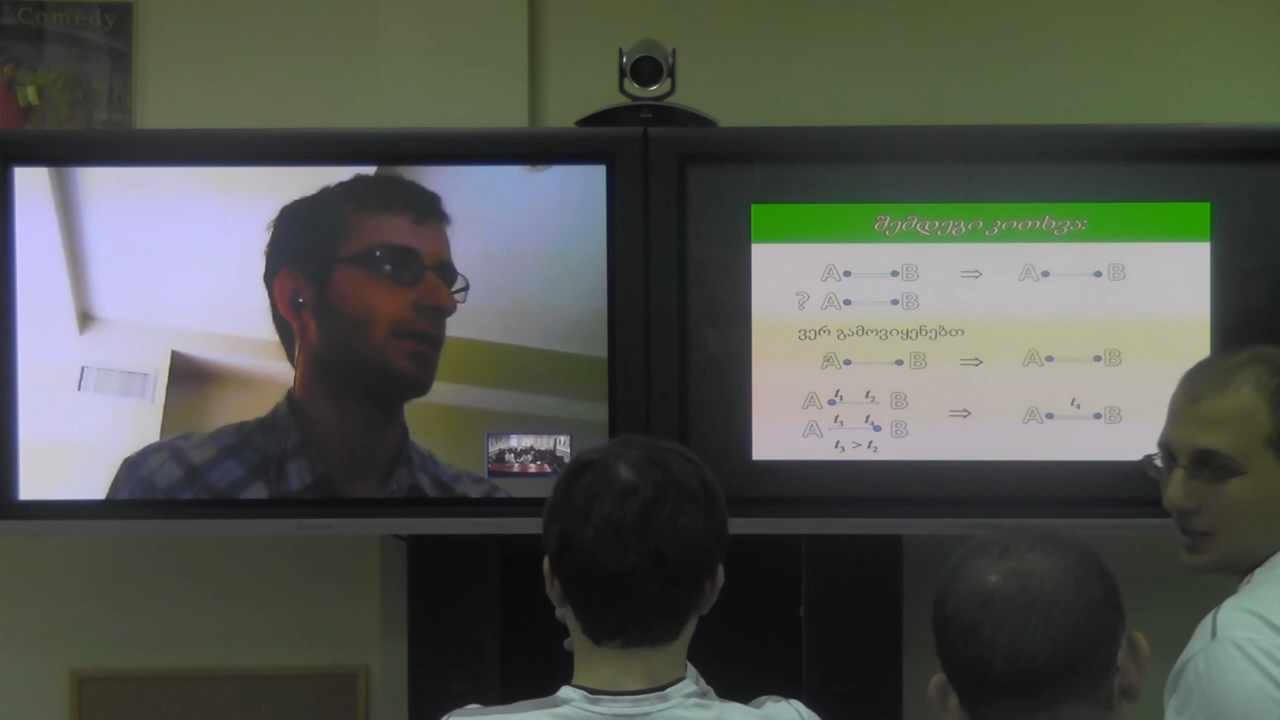 Comedy
შემდეგი კითხვა:
A B ⇒ A B
? A B
ვერ გამოვიყენებთ
A B ⇒ A B
A t₁ t₂ B
⇒ A t₄ B
A t₃ t₄ B
t₃ > t₂